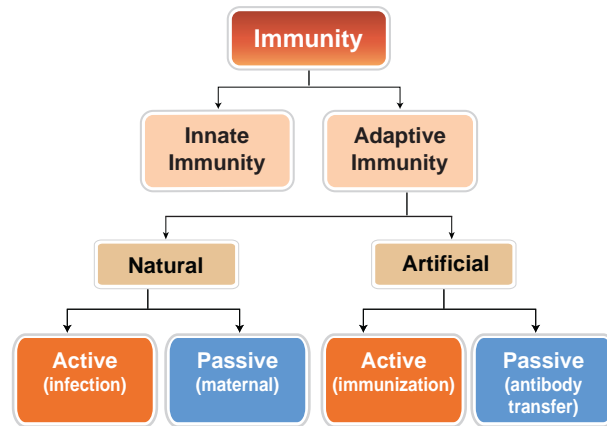 Immunity
Innate
Immunity
Adaptive
Immunity
Natural
Artificial
Active
(infection)
Passive
(maternal)
Active
(immunization)
Passive
(antibody
transfer)